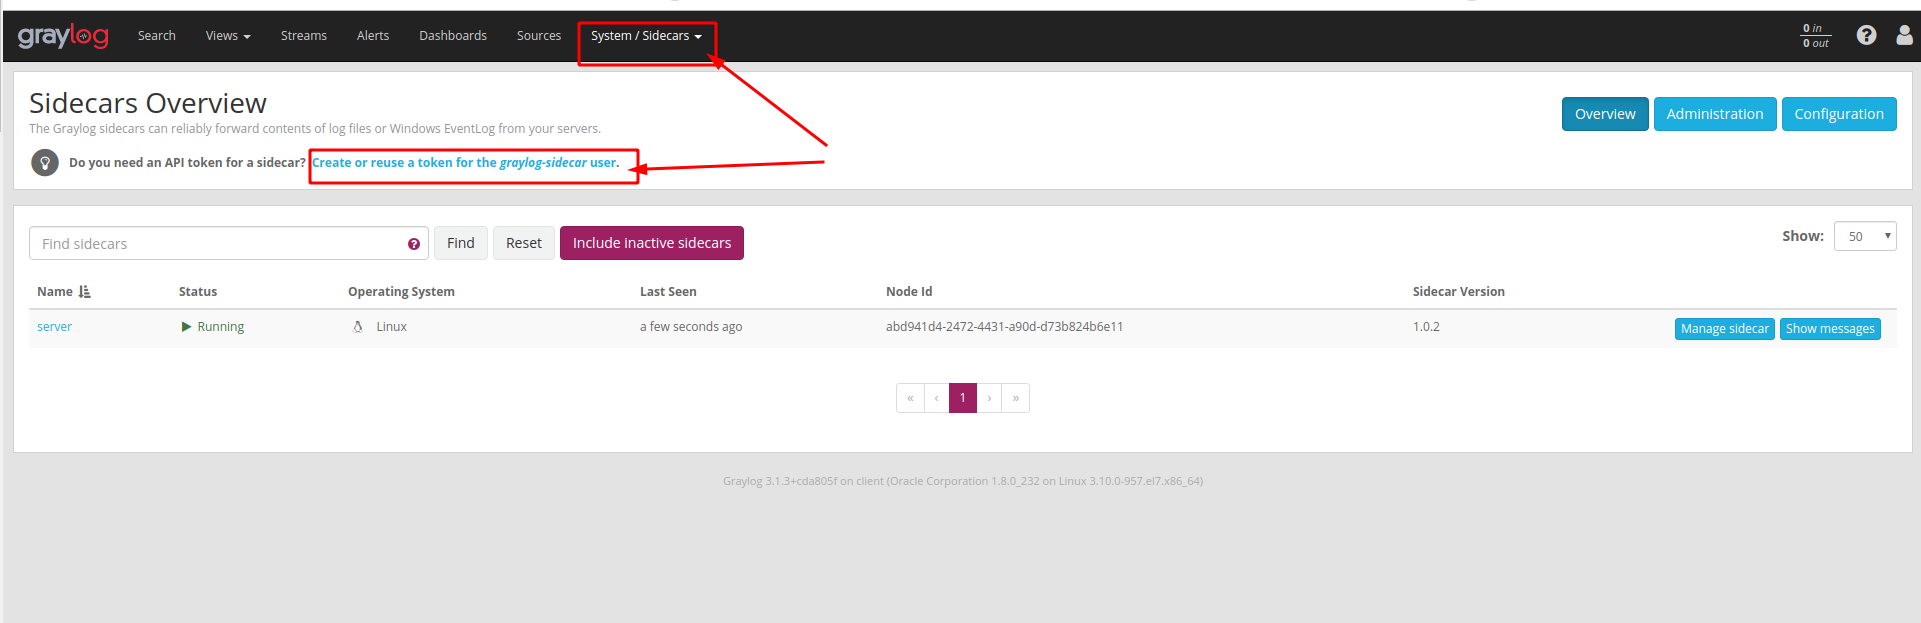 graylog Search Views Streams Alerts Dashboards Sources System / Sidecars 0 in
0 out
Sidecars Overview
The Graylog sidecars can reliably forward contents of log files or Windows EventLog from your servers.
Overview Administration Configuration
Do you need an API token for a sidecar? Create or reuse a token for the graylog-sidecar user.
Find sidecars Find Reset Include inactive sidecars Show: 50
Name Status Operating System Last Seen Node Id Sidecar Version
server Running Linux a few seconds ago abd941d4-2472-4431-a90d-d73b824b6e11 1.0.2 Manage sidecar Show messages
« ‹ 1 › »
Graylog 3.1.3+cda805f on client (Oracle Corporation 1.8.0_232 on Linux 3.10.0-957.el7.x86_64)